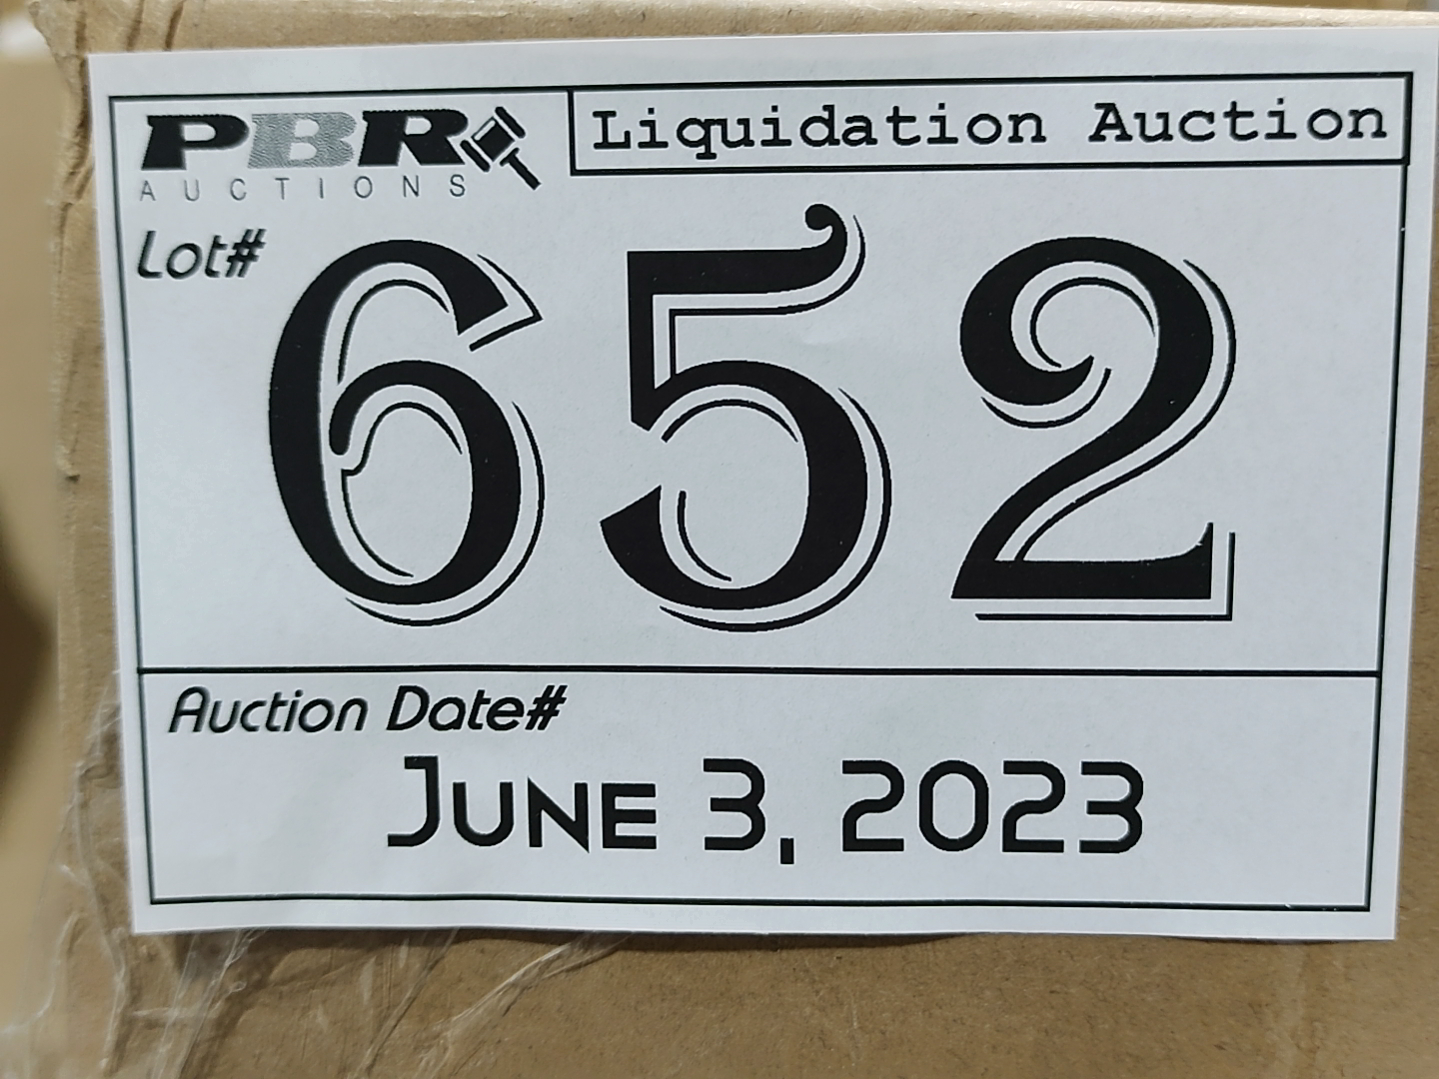 PBR
AUCTIONS
Liquidation Auction
Lot#
652
Auction Date#
June 3, 2023